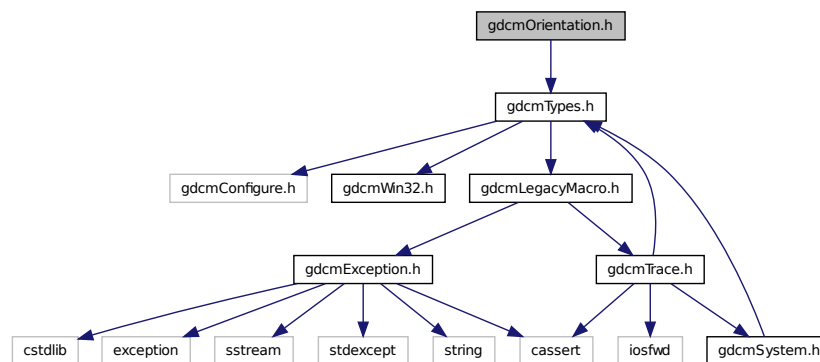 gdcmOrientation.h
gdcmTypes.h
gdcmConfigure.h
gdcmWin32.h
gdcmLegacyMacro.h
gdcmException.h
gdcmTrace.h
cstdlib
exception
sstream
stdexcept
string
cassert
iosfwd
gdcmSystem.h